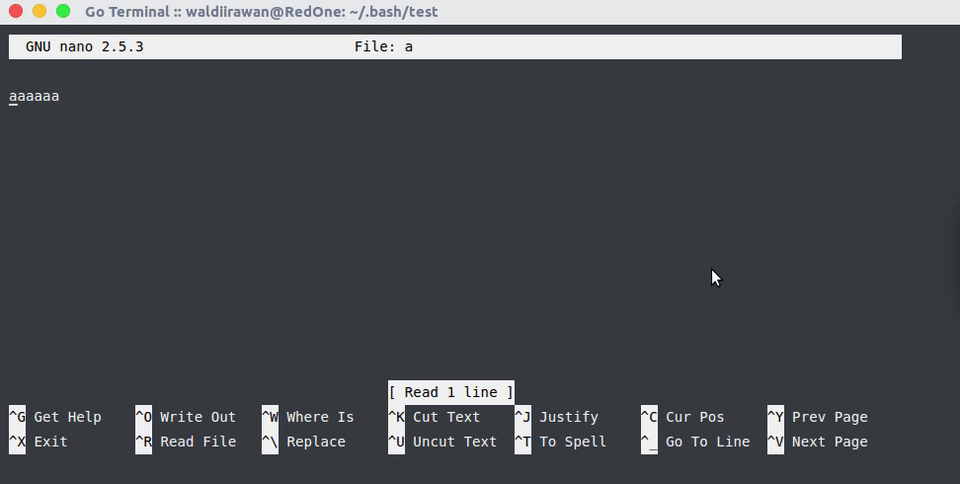 Go Terminal :: waldiirawan@RedOne: ~/.bash/test
GNU nano 2.5.3 File: a
aaaaaa
[ Read 1 line ]
^G Get Help ^O Write Out ^W Where Is ^K Cut Text ^J Justify ^C Cur Pos ^Y Prev Page
^X Exit ^R Read File ^\ Replace ^U Uncut Text ^T To Spell ^_ Go To Line ^V Next Page